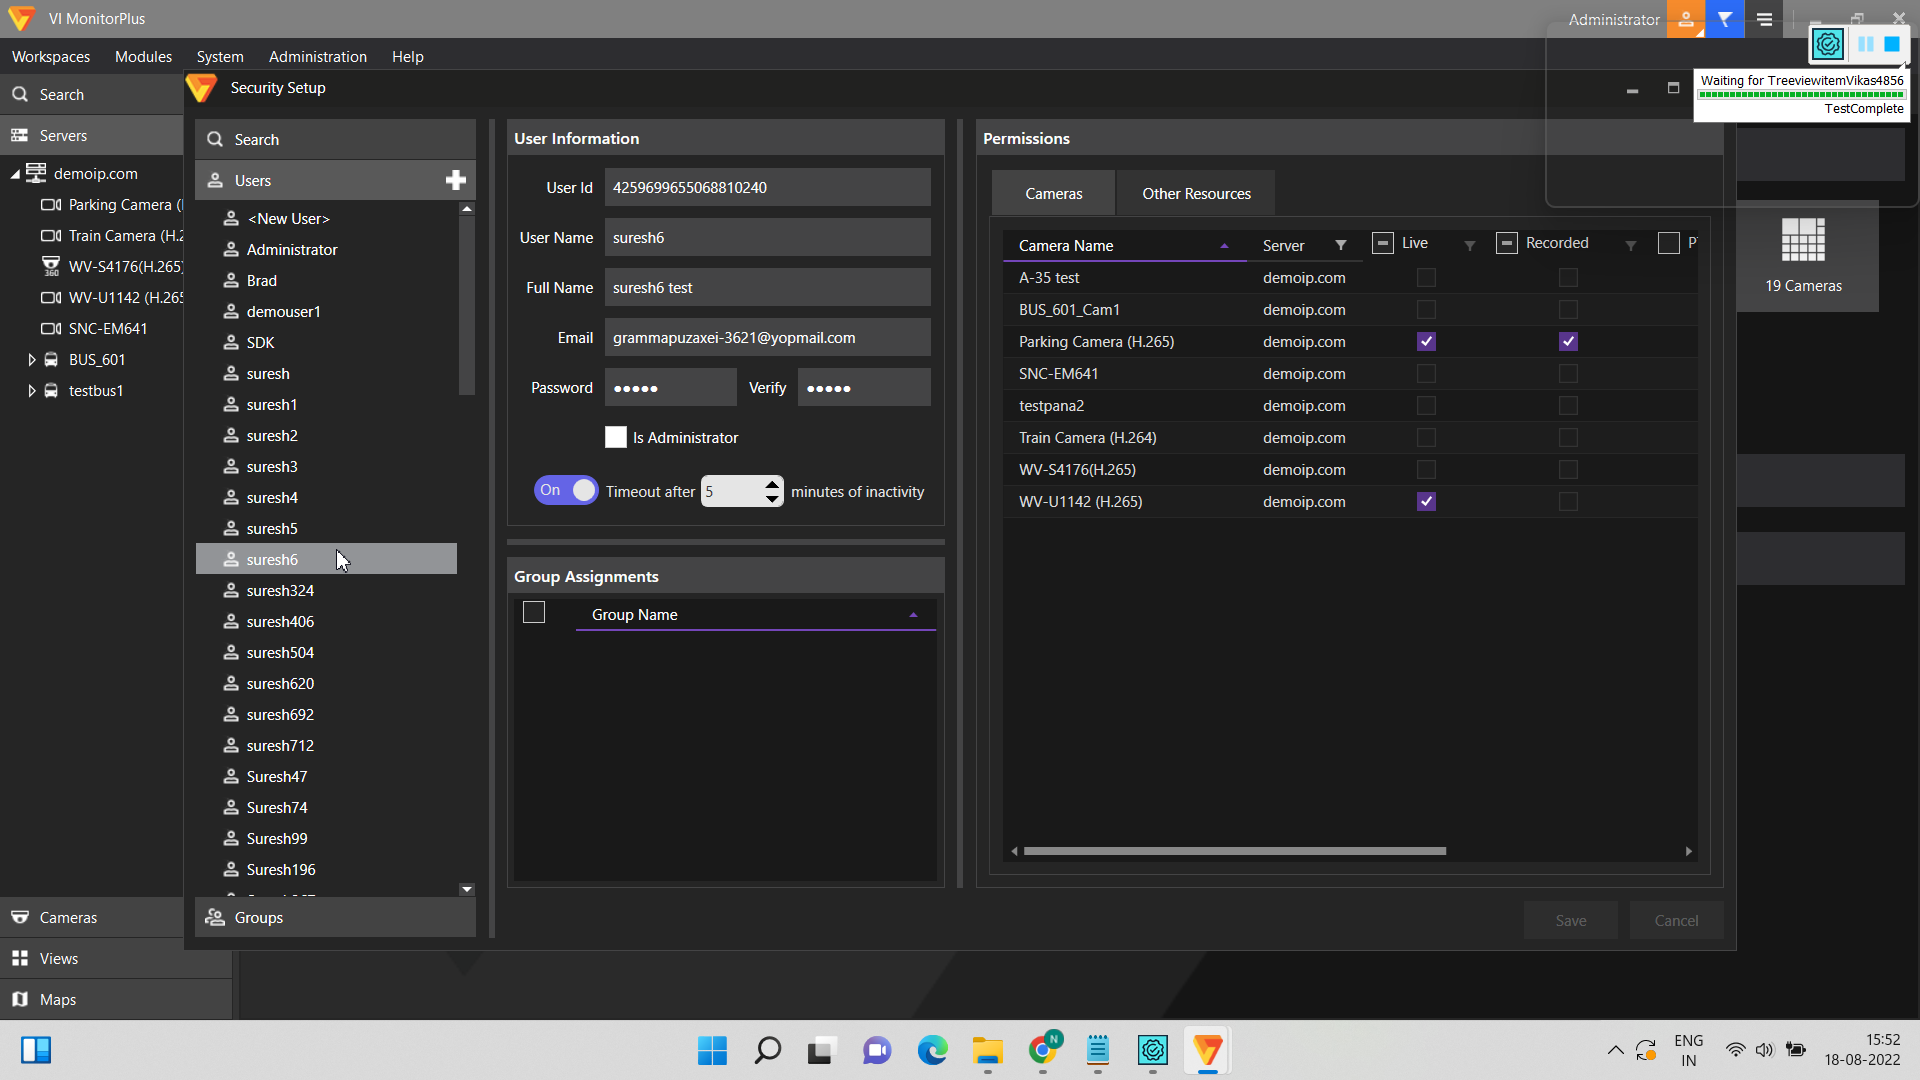 VI MonitorPlus
Administrator
Workspaces Modules System Administration Help
Waiting for TreeviewitemVikas4856
TestComplete
Search
Servers
demoip.com
Parking Camera (
Train Camera (H.2
360
WV-S4176(H.265)
WV-U1142 (H.265
SNC-EM641
BUS_601
testbus1
Cameras
Views
Maps
Security Setup
Search
Users
<New User>
Administrator
Brad
demouser1
SDK
suresh
suresh1
suresh2
suresh3
suresh4
suresh5
suresh6
suresh324
suresh406
suresh504
suresh620
suresh692
suresh712
Suresh47
Suresh74
Suresh99
Suresh196
Groups
User Information
User Id 4259699655068810240
User Name suresh6
Full Name suresh6 test
Email grammapuzaxei-3621@yopmail.com
Password ●●●●● Verify ●●●●●
Is Administrator
On Timeout after 5 minutes of inactivity
Group Assignments
Group Name
Permissions
Cameras Other Resources
Camera Name Server Live Recorded
A-35 test demoip.com
BUS_601_Cam1 demoip.com
Parking Camera (H.265) demoip.com
SNC-EM641 demoip.com
testpana2 demoip.com
Train Camera (H.264) demoip.com
WV-S4176(H.265) demoip.com
WV-U1142 (H.265) demoip.com
Save Cancel
19 Cameras
N
ENG
IN
15:52
18-08-2022